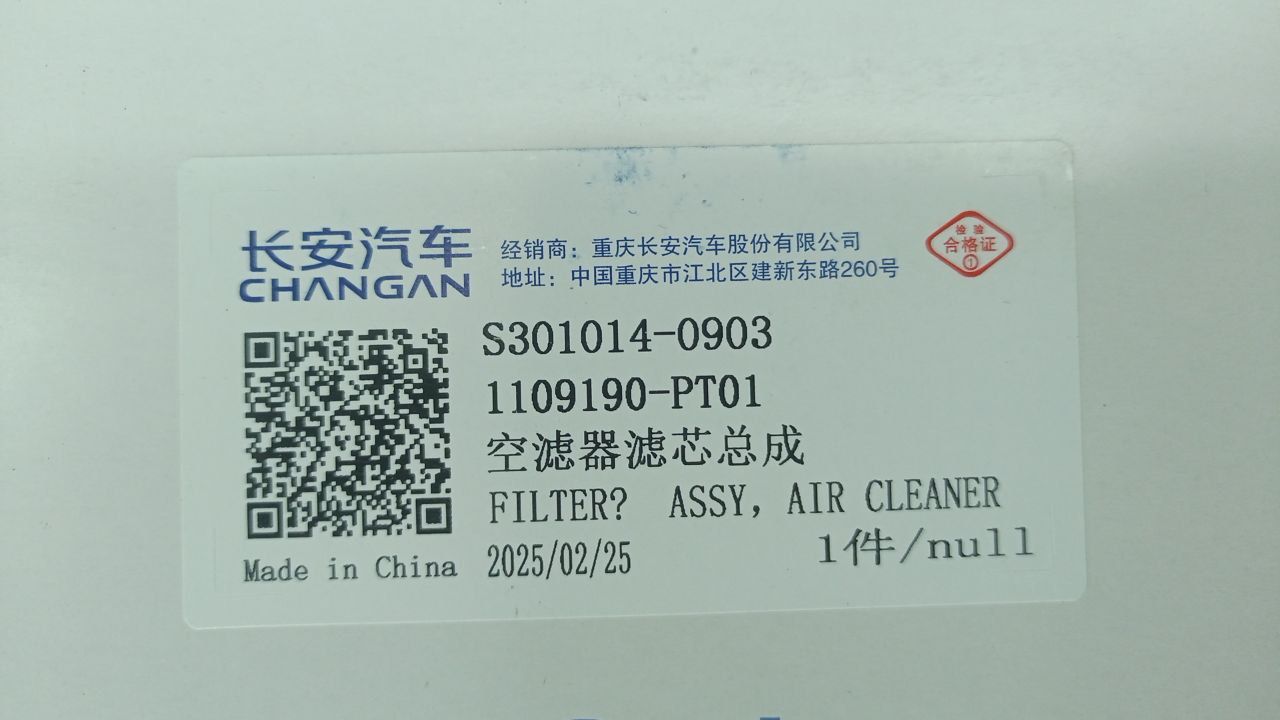 长安汽车
CHANGAN
经销商：重庆长安汽车股份有限公司
地址：中国重庆市江北区建新东路260号
检验
合格证
①
S301014-0903
1109190-PT01
空滤器滤芯总成
FILTER? ASSY, AIR CLEANER
Made in China
2025/02/25
1件/null